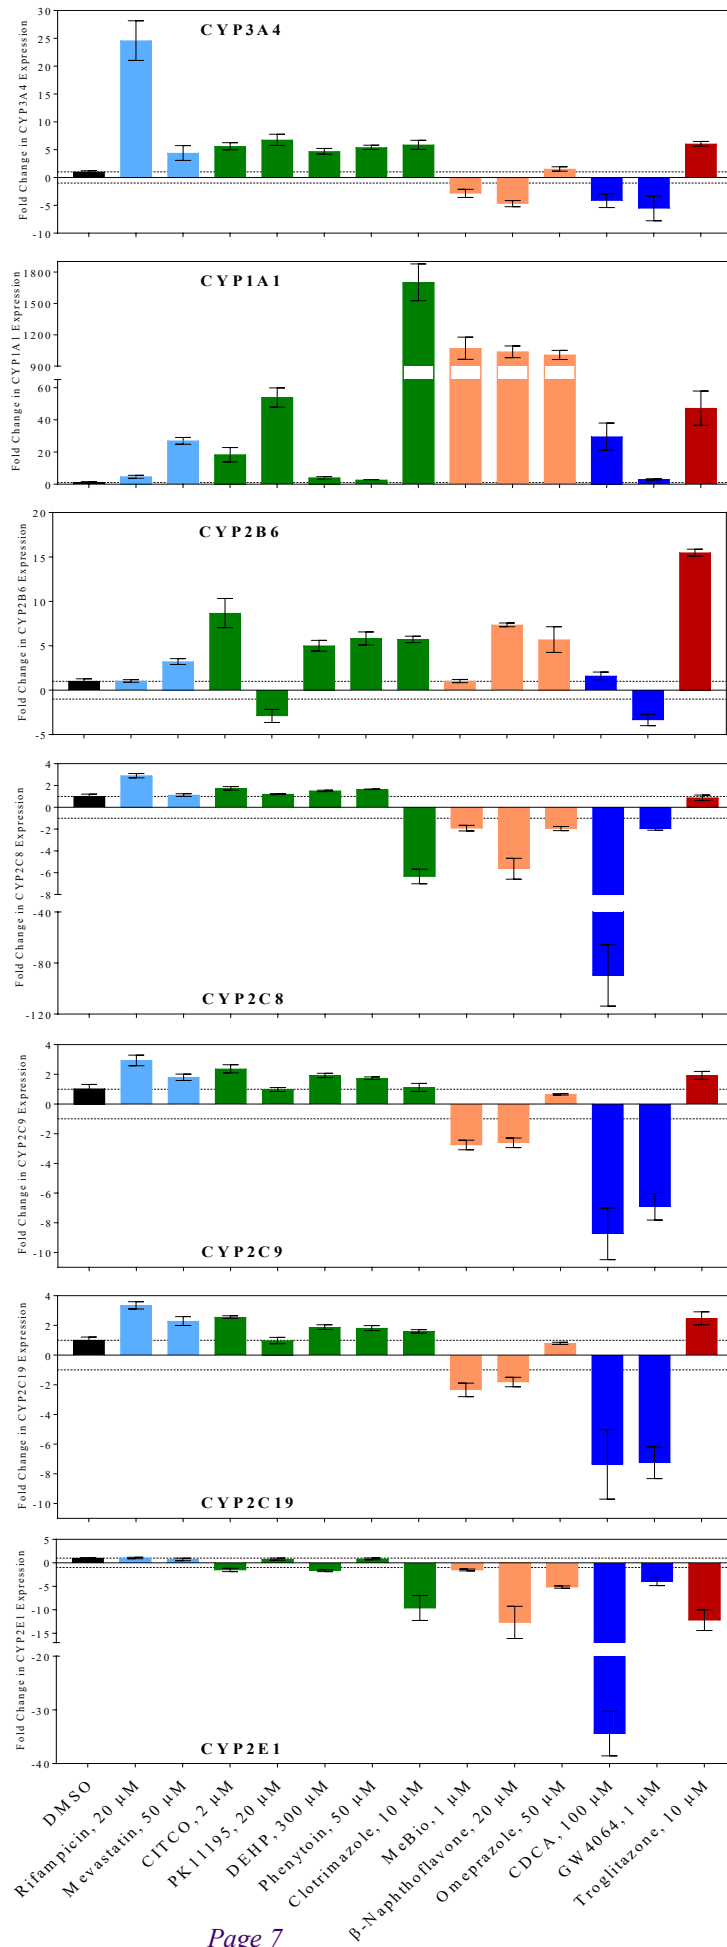 CYP3A4
Fold Change in CYP3A4 Expression
30
25
20
15
10
5
0
-5
-10
CYP1A1
Fold Change in CYP1A1 Expression
1800
1500
1200
900
60
40
20
0
CYP2B6
Fold Change in CYP2B6 Expression
20
15
10
5
0
-5
Fold Change in CYP2C8 Expression
4
2
0
-2
-4
-6
-8
-40
-80
-120
CYP2C8
Fold Change in CYP2C9 Expression
4
2
0
-2
-4
-6
-8
-10
CYP2C9
Fold Change in CYP2C19 Expression
4
2
0
-2
-4
-6
-8
-10
CYP2C19
Fold Change in CYP2E1 Expression
5
0
-5
-10
-15
-20
-30
-40
CYP2E1
DMSO
Rifampicin, 20 µM
Mevastatin, 50 µM
CITCO, 2 µM
PK11195, 20 µM
DEHP, 300 µM
Phenytoin, 50 µM
Clotrimazole, 10 µM
MeBio, 1 µM
β-Naphthoflavone, 20 µM
Omeprazole, 50 µM
CDCA, 100 µM
GW4064, 1 µM
Troglitazone, 10 µM
Page 7